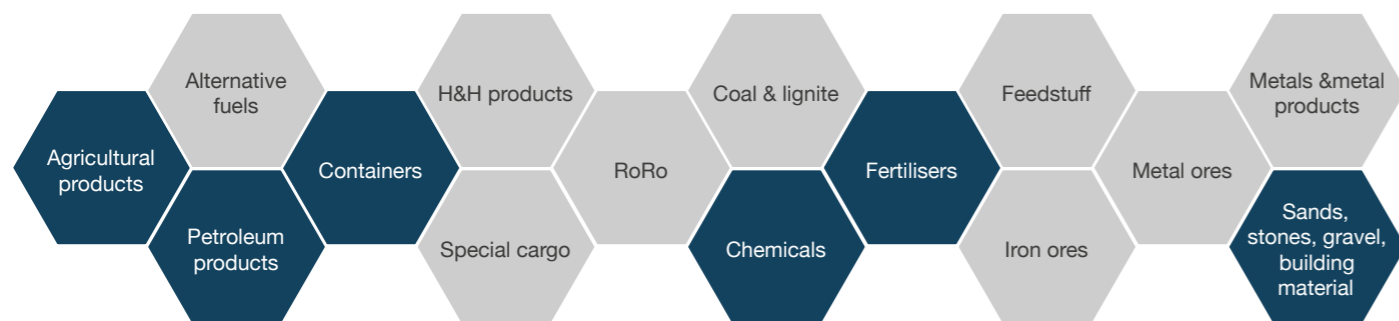 Agricultural
products
Alternative
fuels
Petroleum
products
Containers
H&H products
Special cargo
RoRo
Coal & lignite
Chemicals
Fertilisers
Feedstuff
Iron ores
Metal ores
Metals &metal
products
Sands,
stones, gravel,
building
material